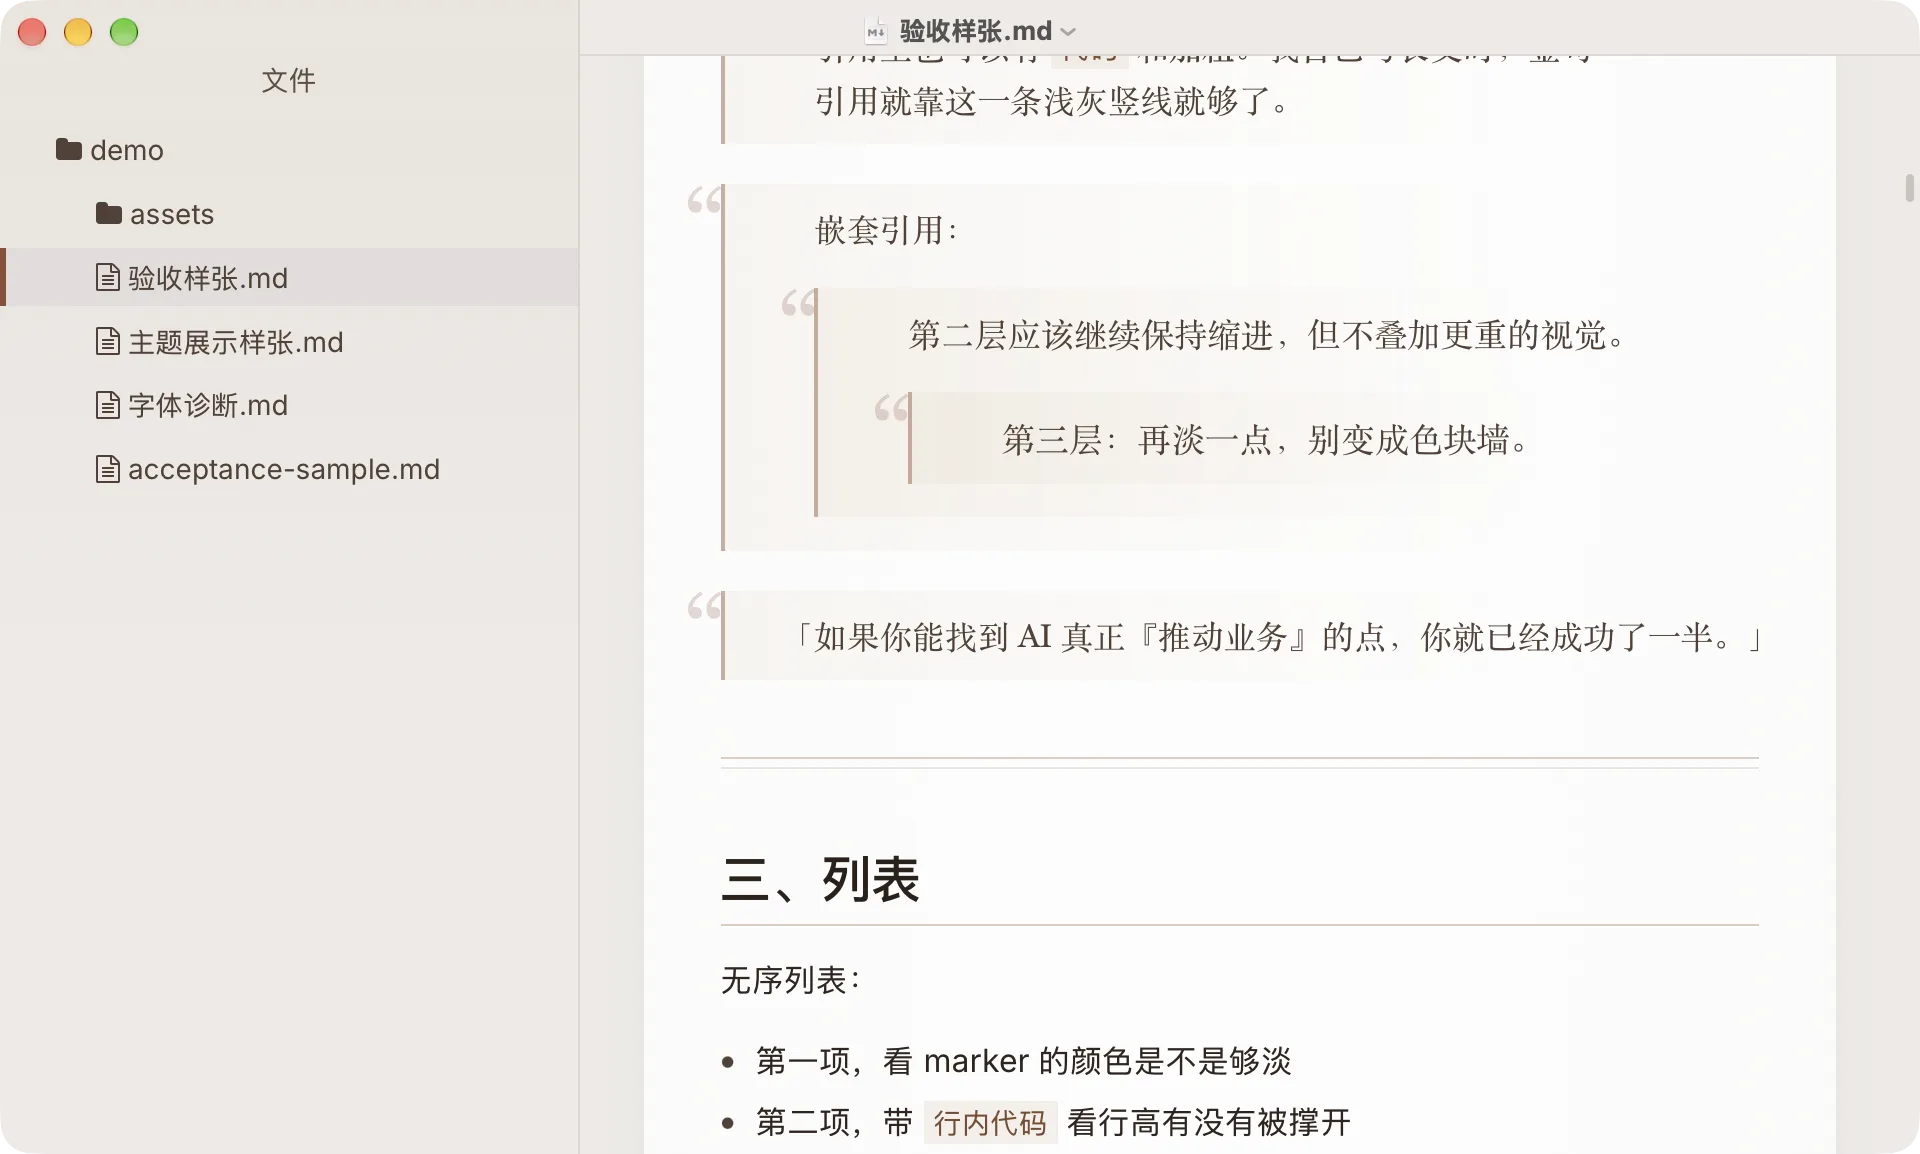 验收样张.md
文件
demo
assets
验收样张.md
主题展示样张.md
字体诊断.md
acceptance-sample.md
引用就靠这一条浅灰竖线就够了。
嵌套引用：
第二层应该继续保持缩进，但不叠加更重的视觉。
第三层：再淡一点，别变成色块墙。
「如果你能找到 AI 真正『推动业务』的点，你就已经成功了一半。」
三、列表
无序列表：
第一项，看 marker 的颜色是不是够淡
第二项，带 行内代码 看行高有没有被撑开